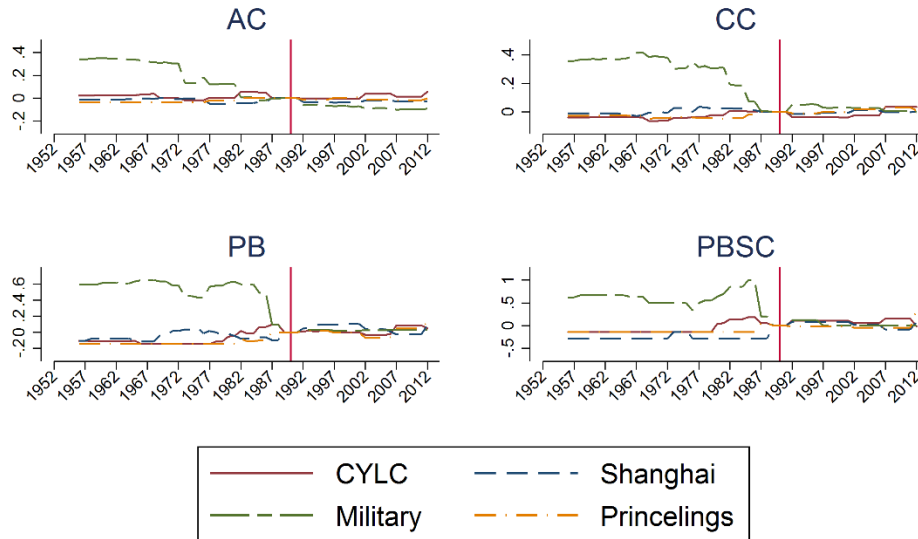 AC
-.2 0 .2 .4
1952 1957 1962 1967 1972 1977 1982 1987 1992 1997 2002 2007 2012
CC
0 .2 .4
1952 1957 1962 1967 1972 1977 1982 1987 1992 1997 2002 2007 2012
PB
-.2 0 .2 .4 .6
1952 1957 1962 1967 1972 1977 1982 1987 1992 1997 2002 2007 2012
PBSC
-.5 0 .5 1
1952 1957 1962 1967 1972 1977 1982 1987 1992 1997 2002 2007 2012
CYLC Shanghai
Military Princelings